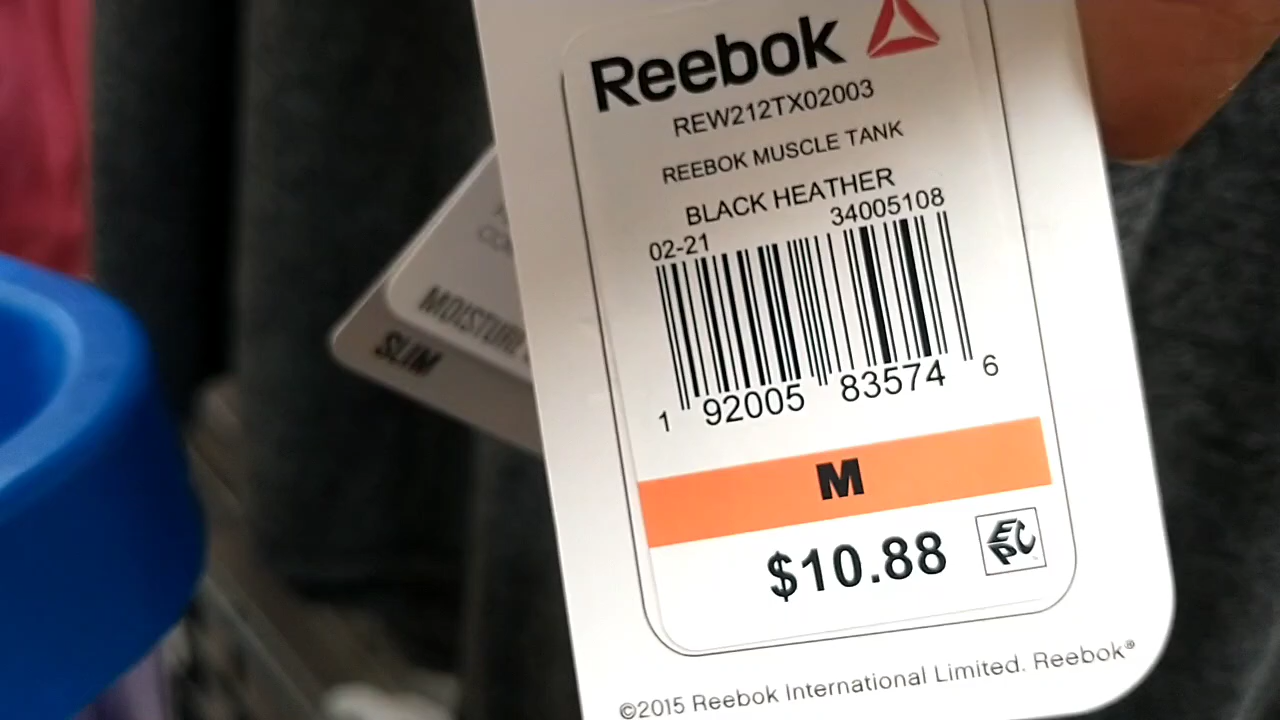 Reebok
REW212TX02003
REEBOK MUSCLE TANK
BLACK HEATHER
34005108
02-21
1 92005 83574 6
M
$10.88
EPC
©2015 Reebok International Limited. Reebok®
MOISTURE
SLIM